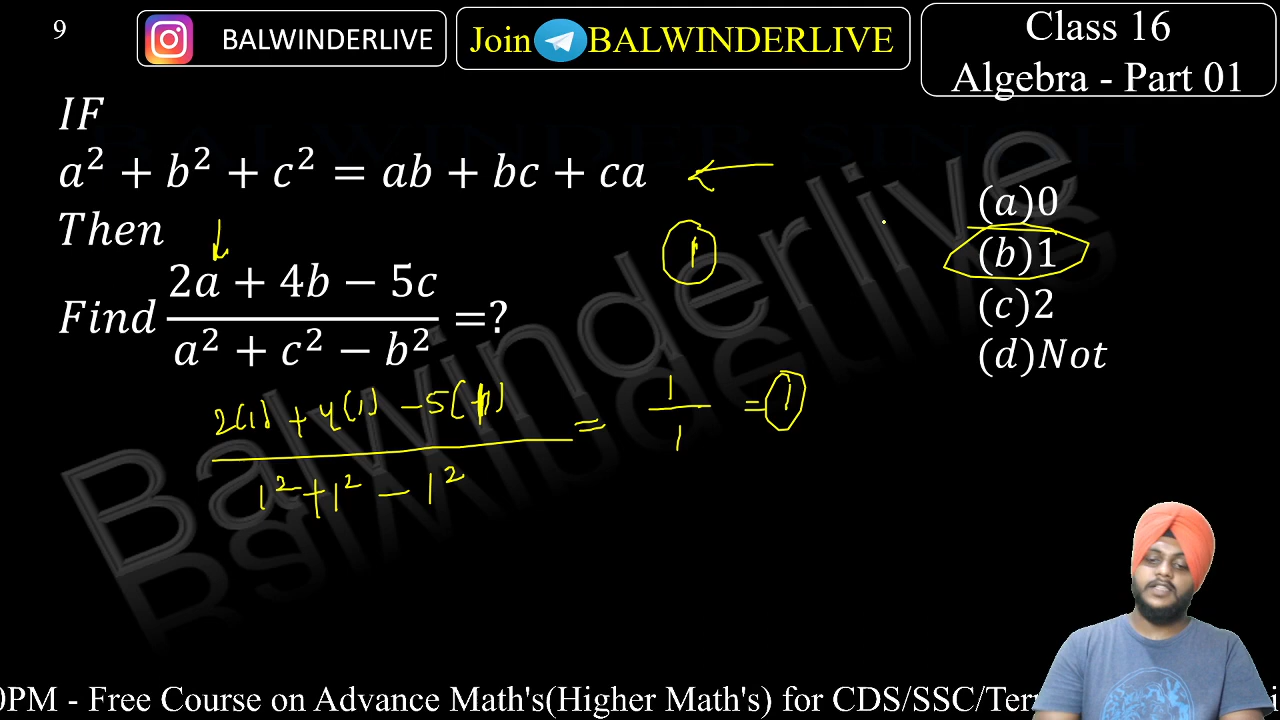 9
BALWINDERLIVE
Join BALWINDERLIVE
Class 16
Algebra - Part 01
IF
a² + b² + c² = ab + bc + ca
Then
Find (2a + 4b − 5c)/(a² + c² − b²) =?
1
(a)0
(b)1
(c)2
(d)Not
2(1) + 4(1) − 5(1) = 1/1 = 1
1² + 1² − 1²
Balwinderlive
0PM - Free Course on Advance Math's(Higher Math's) for CDS/SSC/